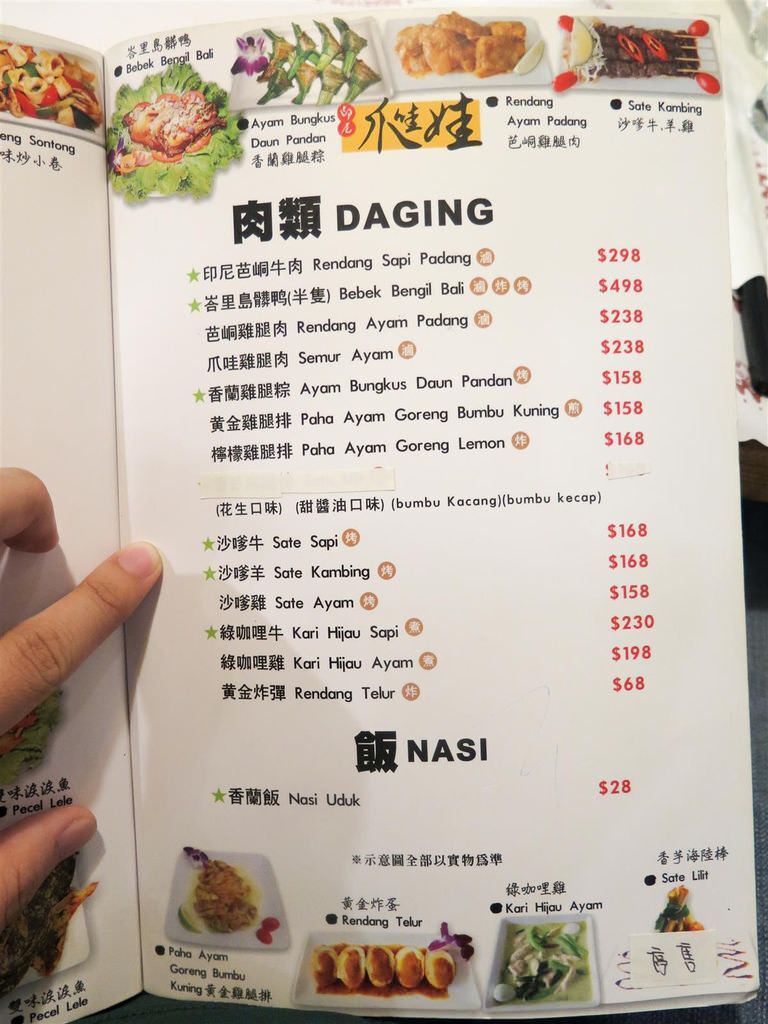 eng Sontong
味炒小卷
峇里島髒鴨
Bebek Bengil Bali
Ayam Bungkus
Daun Pandan
香蘭雞腿粽
印尼
爪哇娃
Rendang
Ayam Padang
芭峒雞腿肉
Sate Kambing
沙嗲牛.羊.雞
肉類 DAGING
★印尼芭峒牛肉 Rendang Sapi Padang 滷 $298
★峇里島髒鴨(半隻) Bebek Bengil Bali 滷 炸 烤 $498
芭峒雞腿肉 Rendang Ayam Padang 滷 $238
爪哇雞腿肉 Semur Ayam 滷 $238
★香蘭雞腿粽 Ayam Bungkus Daun Pandan 烤 $158
黃金雞腿排 Paha Ayam Goreng Bumbu Kuning 煎 $158
檸檬雞腿排 Paha Ayam Goreng Lemon 炸 $168
(花生口味) (甜醬油口味) (bumbu Kacang)(bumbu kecap)
★沙嗲牛 Sate Sapi 烤 $168
★沙嗲羊 Sate Kambing 烤 $168
沙嗲雞 Sate Ayam 烤 $158
★綠咖哩牛 Kari Hijau Sapi 煮 $230
綠咖哩雞 Kari Hijau Ayam 煮 $198
黃金炸彈 Rendang Telur 炸 $68
飯 NASI
★香蘭飯 Nasi Uduk $28
※示意圖全部以實物為準
雙味淚淚魚
Pecel Lele
雙味淚淚魚
Pecel Lele
Paha Ayam
Goreng Bumbu
Kuning 黃金雞腿排
黃金炸蛋
Rendang Telur
綠咖哩雞
Kari Hijau Ayam
香芋海陸棒
Sate Lilit
停售